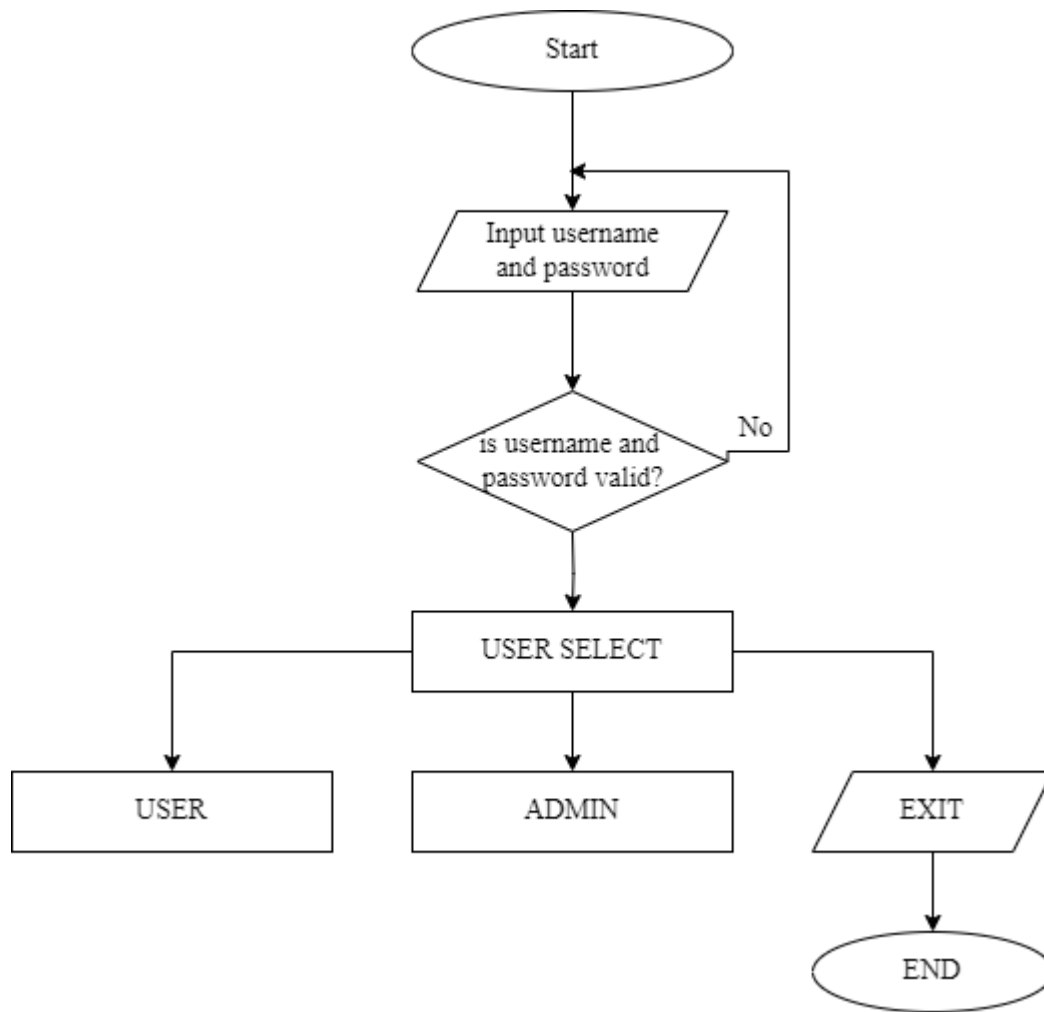 Start
Input username
and password
No
is username and
password valid?
USER SELECT
USER
ADMIN
EXIT
END